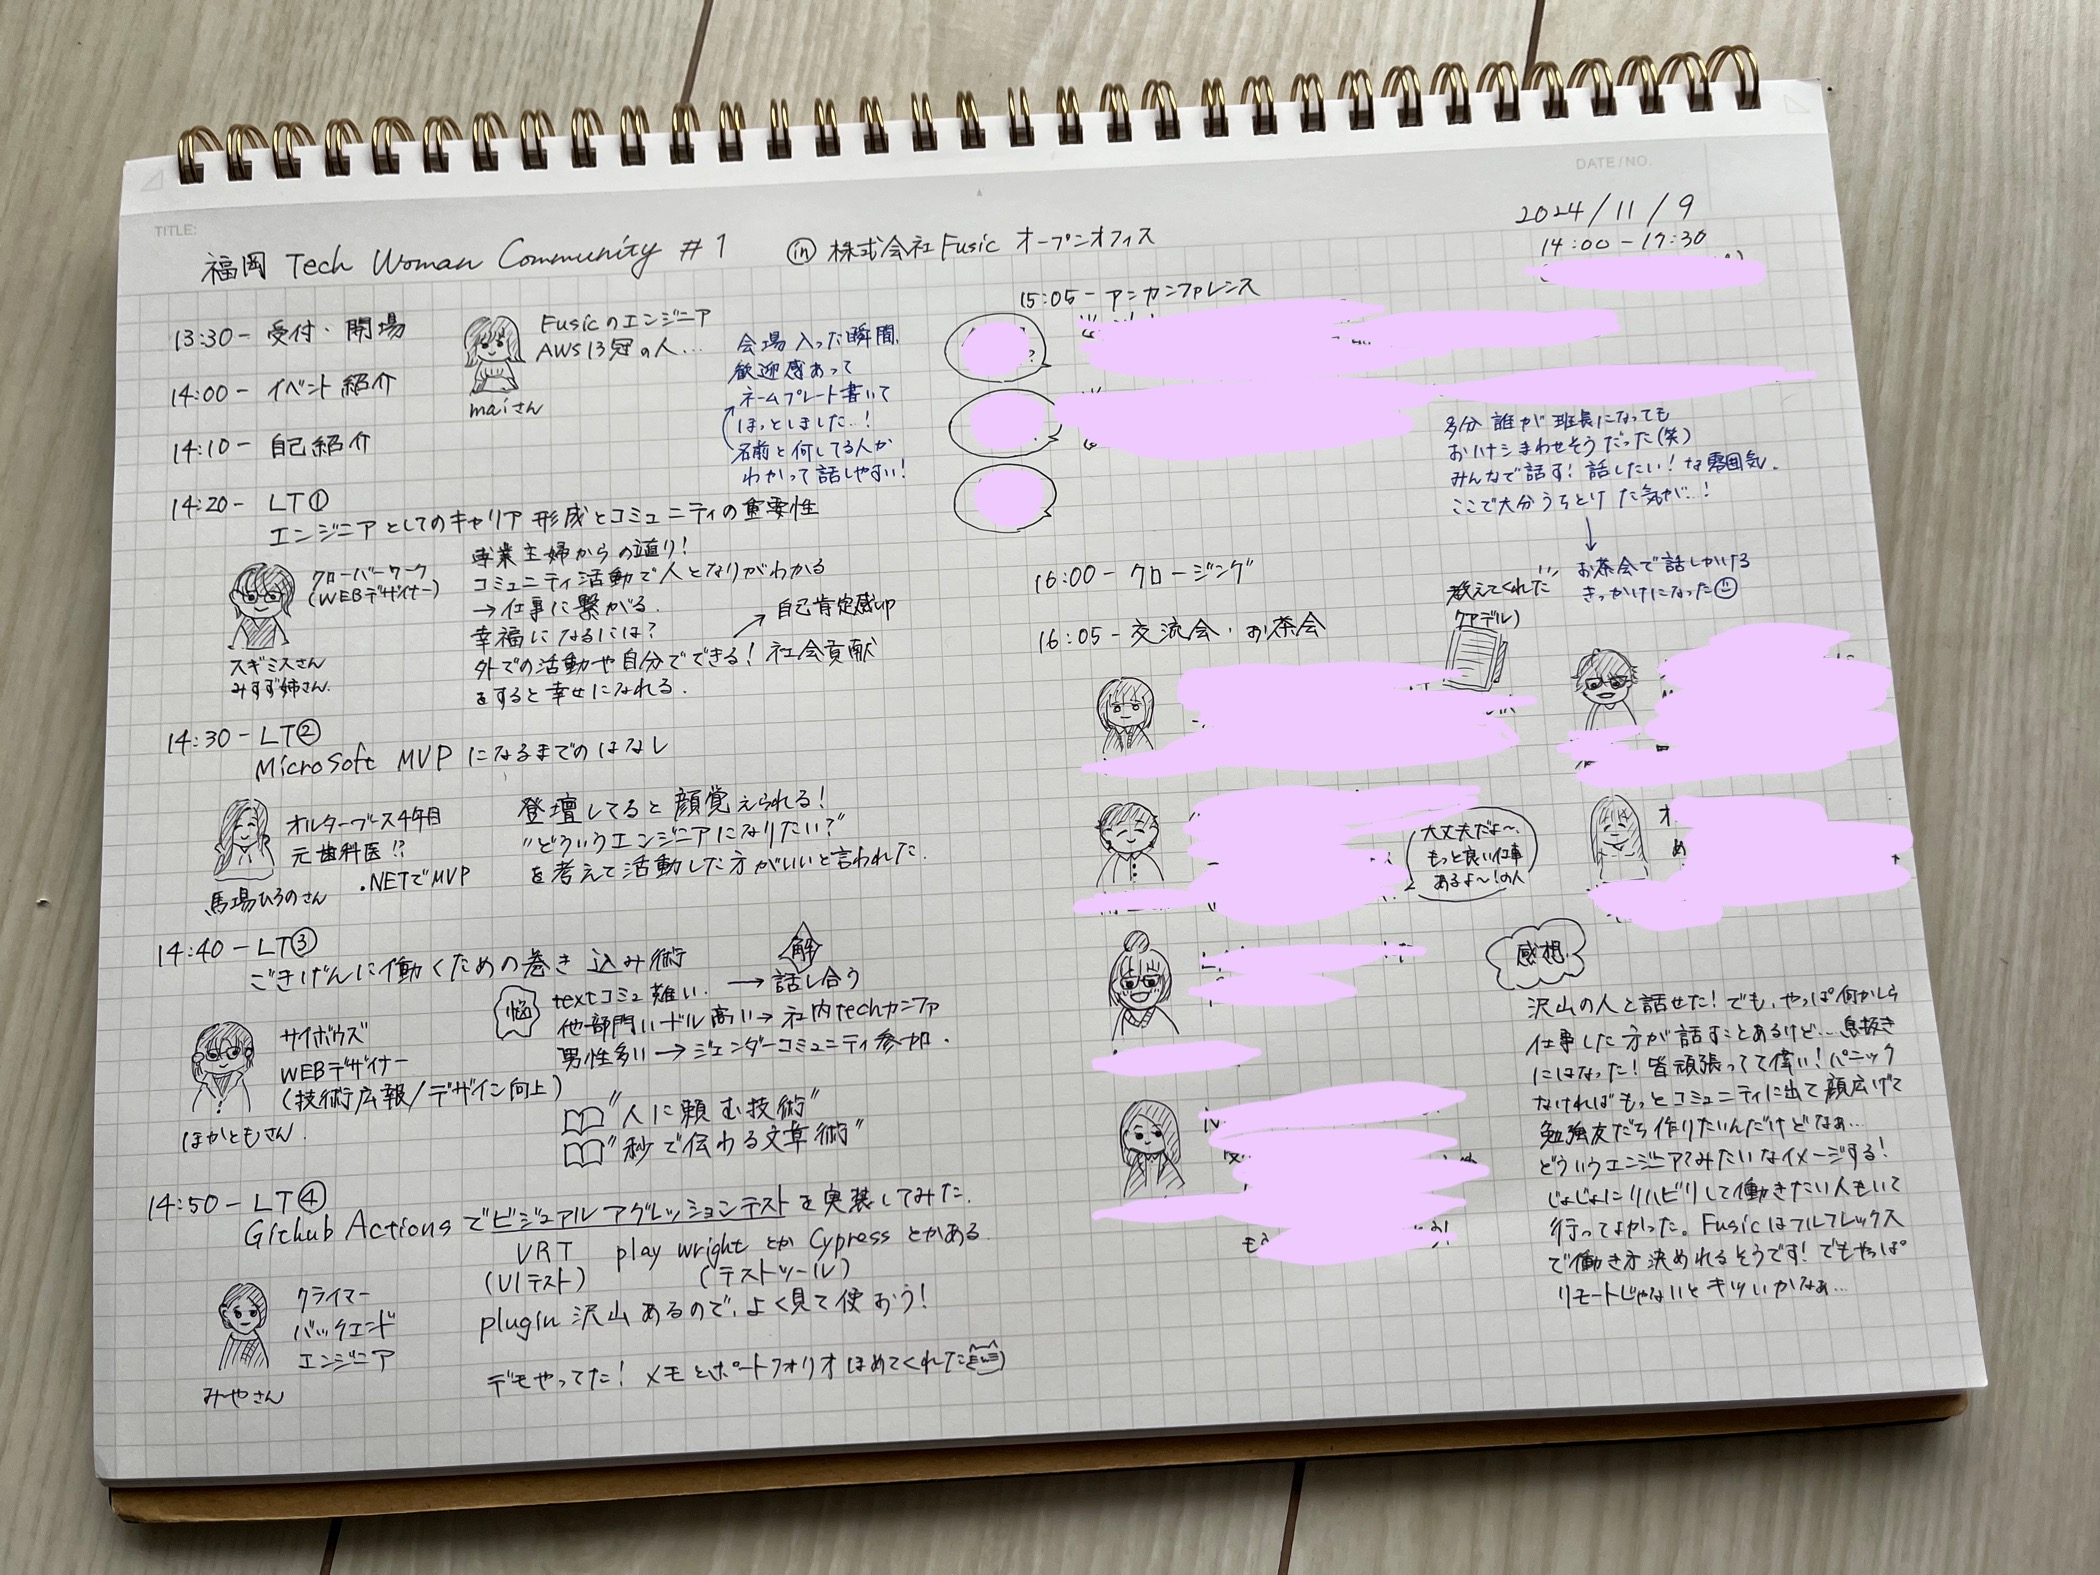 DATE/NO.
TITLE:
福岡 Tech Woman Community #1 in 株式会社Fusic オープンオフィス
2024/11/9
14:00-17:30
13:30- 受付・開場
14:00- イベント紹介
14:10- 自己紹介
Fusicのエンジニア
AWS13冠の人...
maiさん
会場入った瞬間、
歓迎感あって
ネームプレート書いて
ほっとしました...!
名前と何してる人か
わかって話しやすい!
14:20- LT①
エンジニアとしてのキャリア形成とコミュニティの重要性
クローバーワーク
(WEBデザイナー)
スギミスさん
みすず姉さん
専業主婦からの道り!
コミュニティ活動で人となりがわかる
→仕事に繋がる.
幸福になるには?
→自己肯定感up
外での活動や自分でできる!社会貢献
をすると幸せになれる.
14:30- LT②
MicroSoft MVP になるまでのはなし
オルターブース4年目
元歯科医!?
.NETでMVP
馬場ひろのさん
登壇してると顔覚えられる!
"どういうエンジニアになりたい?"
を考えて活動した方がいいと言われた.
14:40- LT③
ごきげんに働くための巻き込み術
サイボウズ
WEBデザイナー
(技術広報/デザイン向上)
ほかともさん
悩
解
textコミュ難い. →話し合う
他部門ハードル高い→社内techカンファ
男性多い→ジェンダーコミュニティ参加.
"人に頼む技術"
"秒で伝わる文章術"
14:50- LT④
Github Actionsでビジュアルアグレッションテストを実装してみた.
VRT play wrightとかCypressとかある.
(UIテスト) (テストツール)
plugin沢山あるので、よく見て使おう!
クライマー
バックエンド
エンジニア
みやさん
デモやってた! メモとポートフォリオほめてくれた
15:05- アンカンファレンス
多分誰が班長になっても
おハナシまわせそうだった(笑)
みんなで話す!話したい!な雰囲気.
ここで大分うちとけた気が...!
↓
お茶会で話しかける
きっかけになった
16:00- クロージング
16:05- 交流会・お茶会
教えてくれた
大丈夫だよ〜、
もっと良い仕事
あるよ〜!の人
感想
沢山の人と話せた!でも、やっぱ何かしら
仕事した方が話すことあるけど...息抜き
にはなった!皆頑張ってて偉い!パニック
なければもっとコミュニティに出て顔広げて
勉強友だち作りたいんだけどなぁ...
どういうエンジニア?みたいなイメージする!
じょじょにリハビリして働きたい人もいて
行ってよかった。Fusicはフルフレックス
で働き方決めれるそうです!でもやっぱ
リモートじゃないとキツいかなぁ...